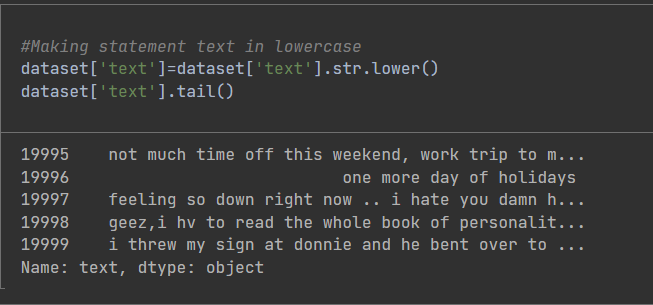 #Making statement text in lowercase
dataset['text']=dataset['text'].str.lower()
dataset['text'].tail()
19995    not much time off this weekend, work trip to m...
19996                            one more day of holidays
19997    feeling so down right now .. i hate you damn h...
19998    geez,i hv to read the whole book of personalit...
19999    i threw my sign at donnie and he bent over to ...
Name: text, dtype: object